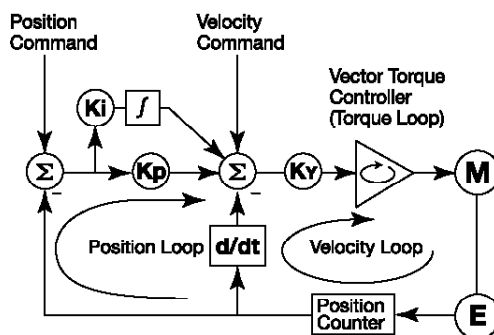 Position
Command
Velocity
Command
Vector Torque
Controller
(Torque Loop)
Ki
∫
Σ
Kp
Σ
Kv
M
−
−
Position Loop
d/dt
Velocity Loop
Position
Counter
E